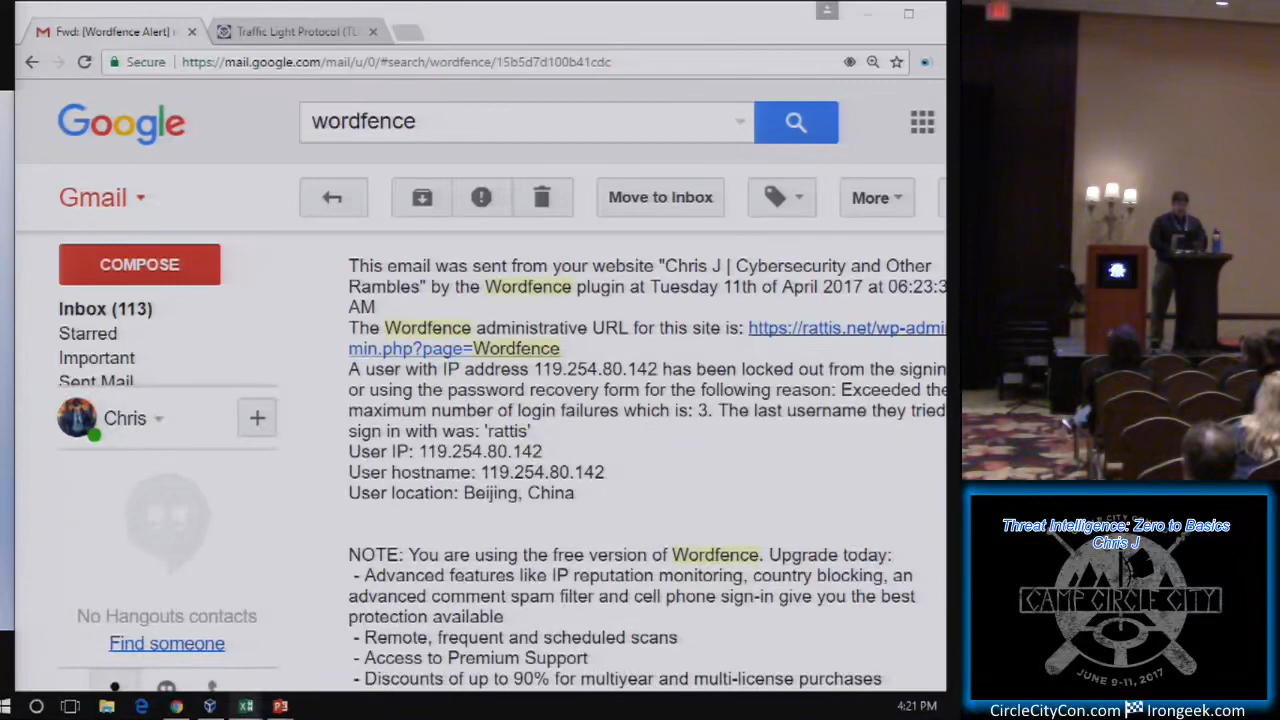 Fwd: [Wordfence Alert]
Traffic Light Protocol (TL
Secure
https://mail.google.com/mail/u/0/#search/wordfence/15b5d7d100b41cdc
Google
wordfence
Gmail
Move to Inbox
More
COMPOSE
Inbox (113)
Starred
Important
Sent Mail
Chris
No Hangouts contacts
Find someone
This email was sent from your website "Chris J | Cybersecurity and Other
Rambles" by the Wordfence plugin at Tuesday 11th of April 2017 at 06:23:3
AM
The Wordfence administrative URL for this site is: https://rattis.net/wp-admi
min.php?page=Wordfence
A user with IP address 119.254.80.142 has been locked out from the signin
or using the password recovery form for the following reason: Exceeded the
maximum number of login failures which is: 3. The last username they tried
sign in with was: 'rattis'
User IP: 119.254.80.142
User hostname: 119.254.80.142
User location: Beijing, China
NOTE: You are using the free version of Wordfence. Upgrade today:
- Advanced features like IP reputation monitoring, country blocking, an
advanced comment spam filter and cell phone sign-in give you the best
protection available
- Remote, frequent and scheduled scans
- Access to Premium Support
- Discounts of up to 90% for multiyear and multi-license purchases
4:21 PM
Threat Intelligence: Zero to Basics
Chris J
CAMP CIRCLE CITY
JUNE 9-11, 2017
CircleCityCon.com
Irongeek.com